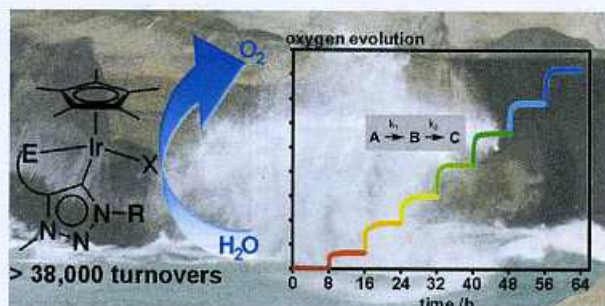 oxygen evolution
O2
Ir
E
X
N-R
N-N
H2O
> 38,000 turnovers
k1 k2
A → B → C
0 8 16 24 32 40 48 56 64
time /h